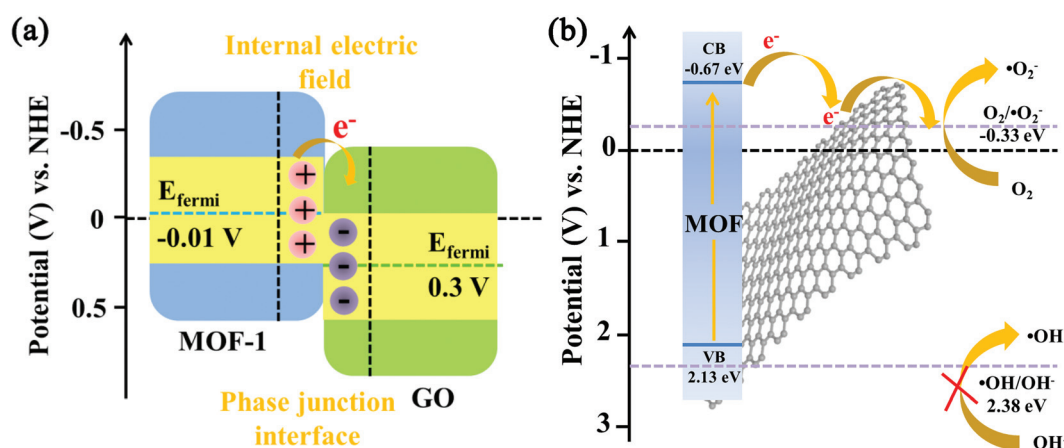 (a)
Internal electric
field
Potential (V) vs. NHE
-0.5
0
0.5
e-
+
+
+
-
-
-
Efermi
-0.01 V
Efermi
0.3 V
MOF-1
GO
Phase junction
interface
(b)
Potential (V) vs. NHE
-1
0
1
2
3
CB
-0.67 eV
MOF
VB
2.13 eV
e-
e-
•O2-
O2/•O2-
-0.33 eV
O2
•OH
•OH/OH-
2.38 eV
OH